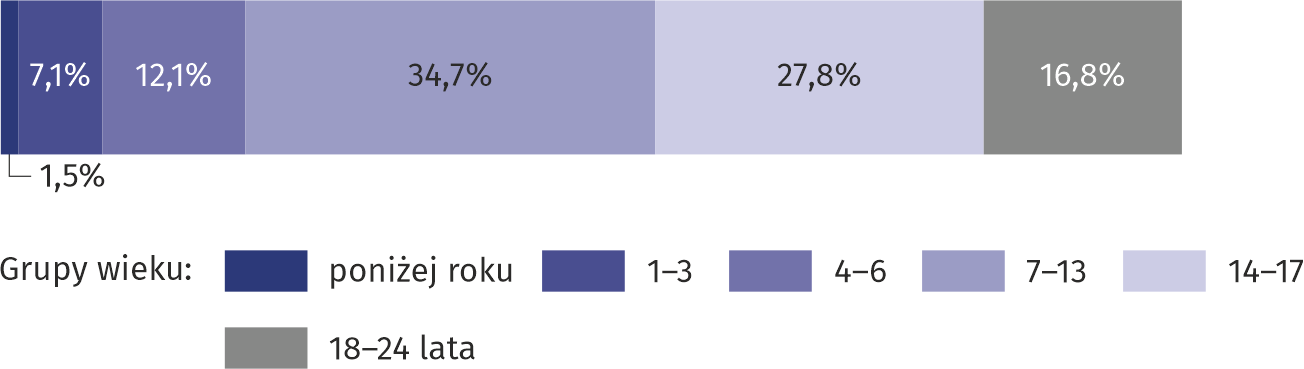 7,1% 12,1% 34,7% 27,8% 16,8%
1,5%
Grupy wieku: poniżej roku 1–3 4–6 7–13 14–17
18–24 lata